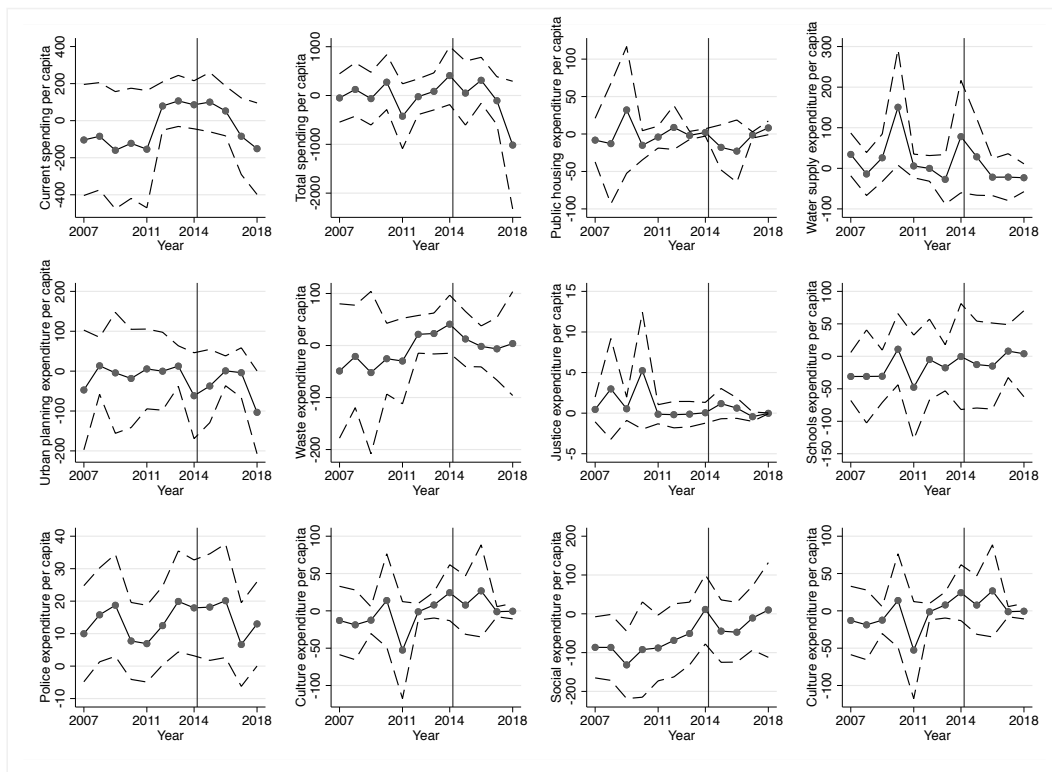 Current spending per capita
-400 -200 0 200 400
2007 2011 2014 2018
Year
Total spending per capita
-2000 -1000 0 1000
2007 2011 2014 2018
Year
Public housing expenditure per capita
-100 -50 0 50 100
2007 2011 2014 2018
Year
Water supply expenditure per capita
-100 0 100 200 300
2007 2011 2014 2018
Year
Urban planning expenditure per capita
-200 -100 0 100 200
2007 2011 2014 2018
Year
Waste expenditure per capita
-200 -100 0 100
2007 2011 2014 2018
Year
Justice expenditure per capita
-5 0 5 10 15
2007 2011 2014 2018
Year
Schools expenditure per capita
-150 -100 -50 0 50 100
2007 2011 2014 2018
Year
Police expenditure per capita
-10 0 10 20 30 40
2007 2011 2014 2018
Year
Culture expenditure per capita
-100 -50 0 50 100
2007 2011 2014 2018
Year
Social expenditure per capita
-200 -100 0 100 200
2007 2011 2014 2018
Year
Culture expenditure per capita
-100 -50 0 50 100
2007 2011 2014 2018
Year